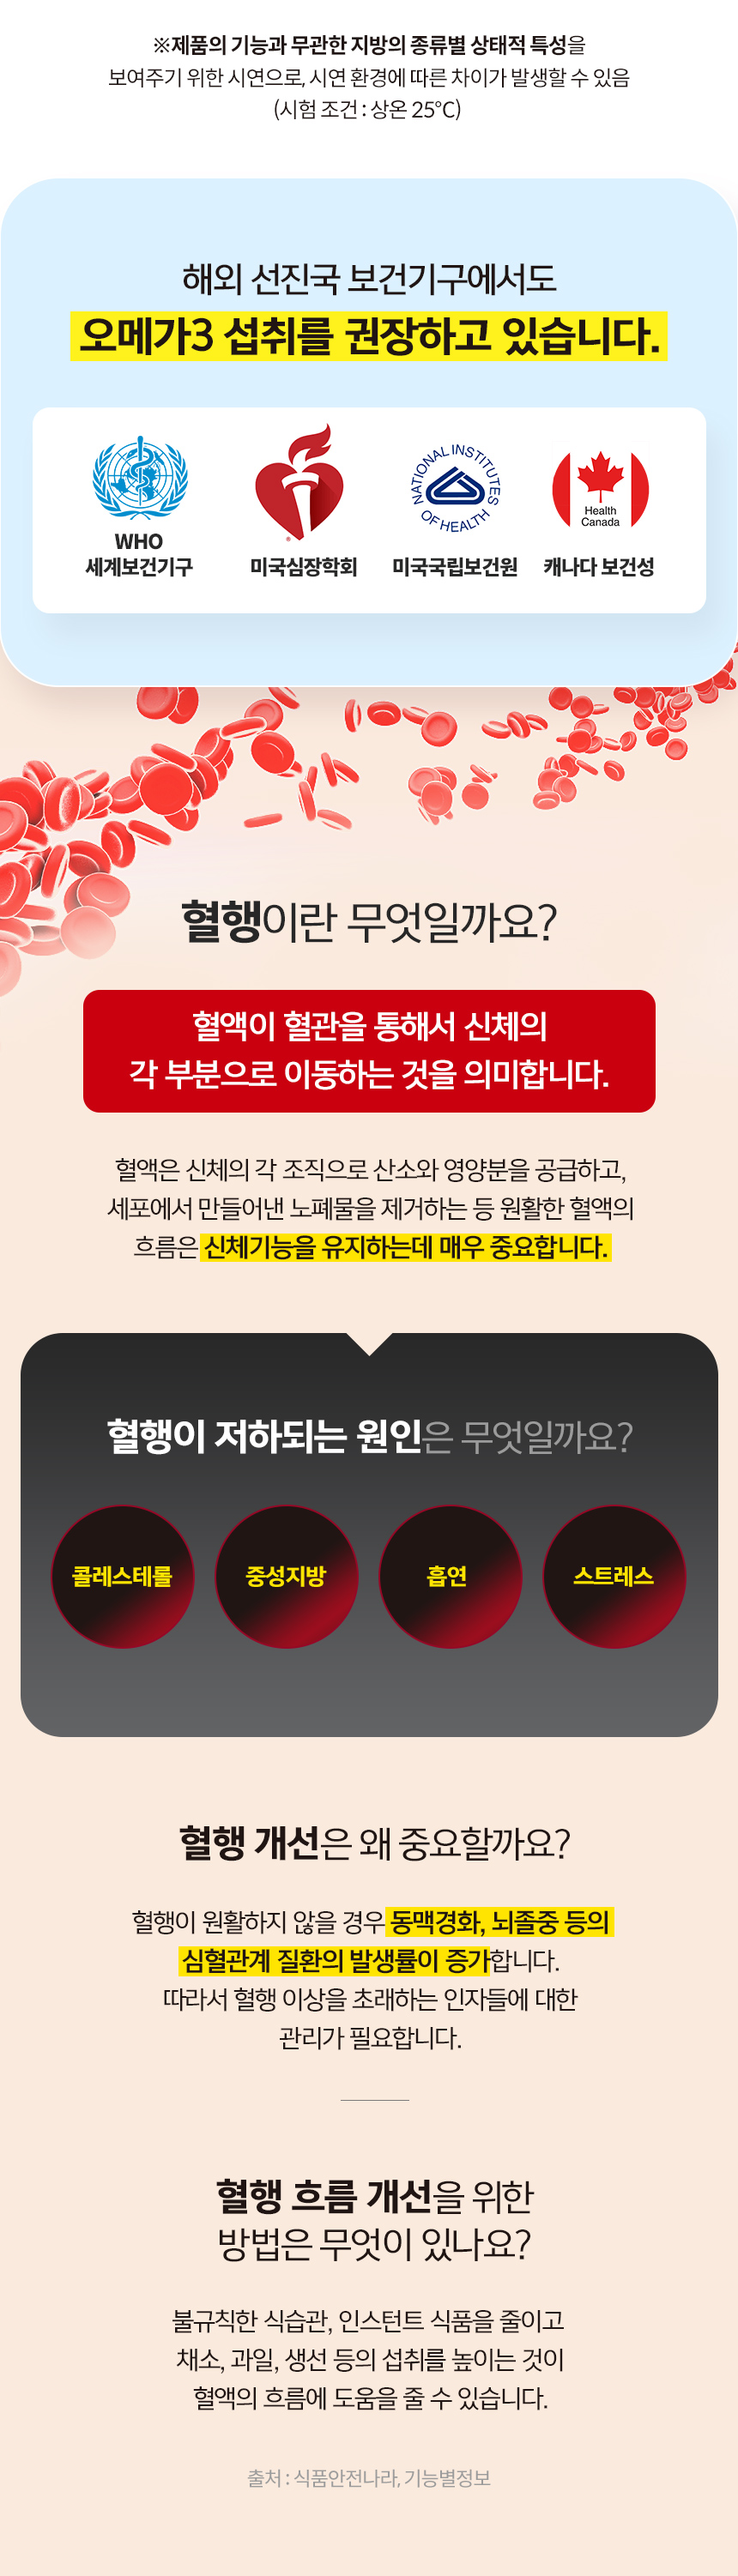 ※제품의 기능과 무관한 지방의 종류별 상태적 특성을
보여주기 위한 시연으로, 시연 환경에 따른 차이가 발생할 수 있음
(시험 조건 : 상온 25℃)
해외 선진국 보건기구에서도
오메가3 섭취를 권장하고 있습니다.
NATIONAL INSTITUTES
OF HEALTH
Health
Canada
WHO
세계보건기구
미국심장학회
미국국립보건원
캐나다 보건성
혈행이란 무엇일까요?
혈액이 혈관을 통해서 신체의
각 부분으로 이동하는 것을 의미합니다.
혈액은 신체의 각 조직으로 산소와 영양분을 공급하고,
세포에서 만들어낸 노폐물을 제거하는 등 원활한 혈액의
흐름은 신체기능을 유지하는데 매우 중요합니다.
혈행이 저하되는 원인은 무엇일까요?
콜레스테롤
중성지방
흡연
스트레스
혈행 개선은 왜 중요할까요?
혈행이 원활하지 않을 경우 동맥경화, 뇌졸중 등의
심혈관계 질환의 발생률이 증가합니다.
따라서 혈행 이상을 초래하는 인자들에 대한
관리가 필요합니다.
혈행 흐름 개선을 위한
방법은 무엇이 있나요?
불규칙한 식습관, 인스턴트 식품을 줄이고
채소, 과일, 생선 등의 섭취를 높이는 것이
혈액의 흐름에 도움을 줄 수 있습니다.
출처 : 식품안전나라, 기능별정보